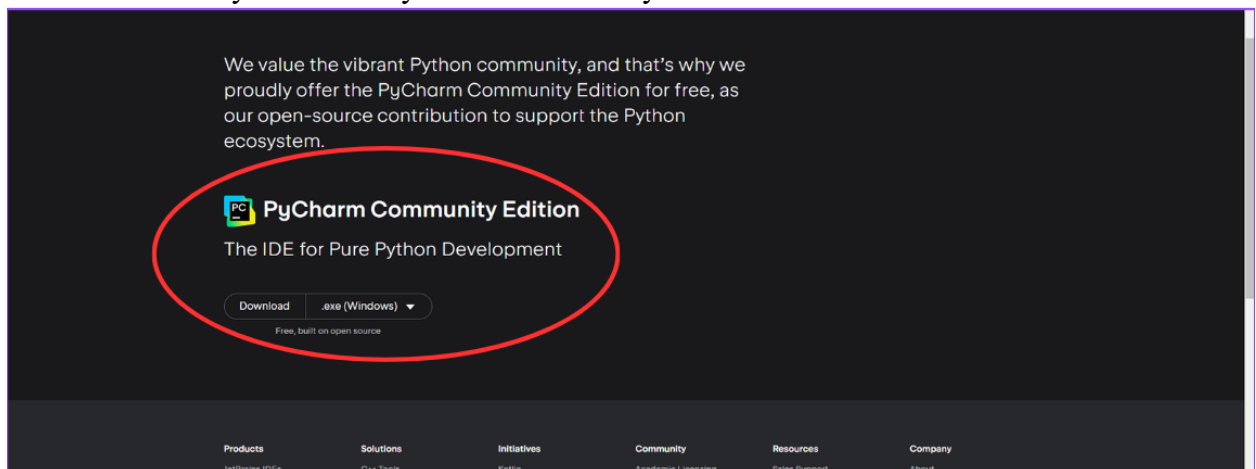 We value the vibrant Python community, and that's why we
proudly offer the PyCharm Community Edition for free, as
our open-source contribution to support the Python
ecosystem.
PC
PyCharm Community Edition
The IDE for Pure Python Development
Download .exe (Windows)
Free, built on open source
Products Solutions Initiatives Community Resources Company